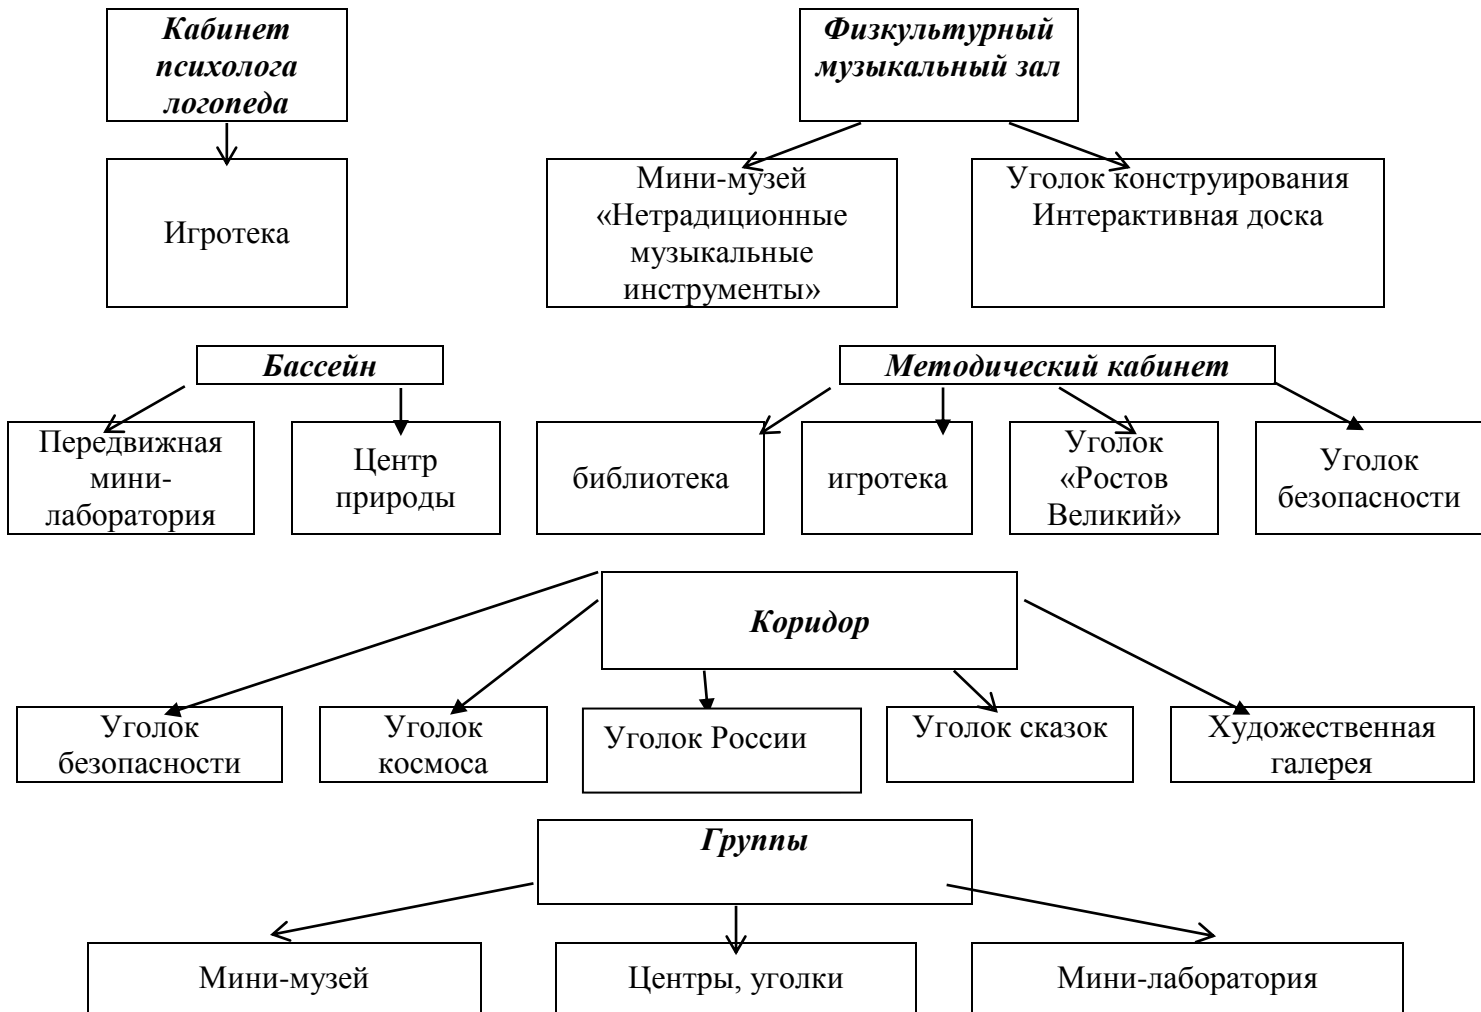 Кабинет
психолога
логопеда
Физкультурный
музыкальный зал
Игротека
Мини-музей
«Нетрадиционные
музыкальные
инструменты»
Уголок конструирования
Интерактивная доска
Бассейн
Методический кабинет
Передвижная
мини-
лаборатория
Центр
природы
библиотека
игротека
Уголок
«Ростов
Великий»
Уголок
безопасности
Коридор
Уголок
безопасности
Уголок
космоса
Уголок России
Уголок сказок
Художественная
галерея
Группы
Мини-музей
Центры, уголки
Мини-лаборатория